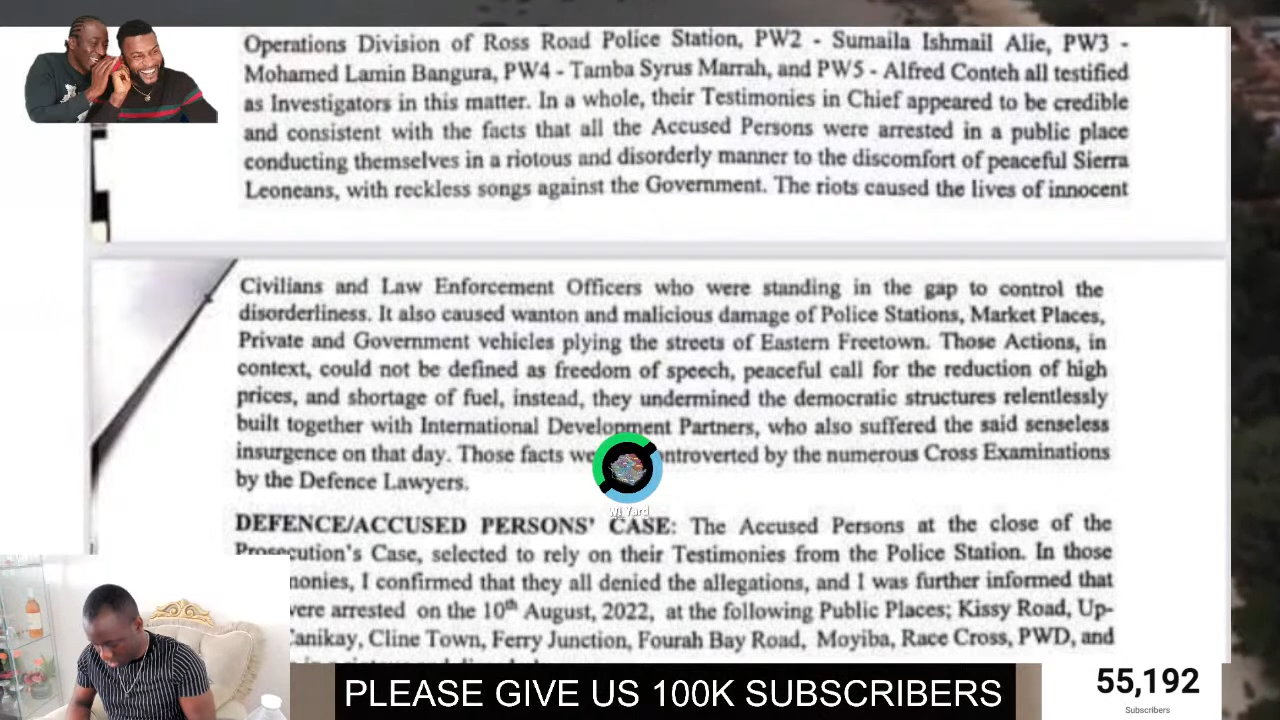 Operations Division of Ross Road Police Station, PW2 - Sumaila Ishmail Alie, PW3 -
Mohamed Lamin Bangura, PW4 - Tamba Syrus Marrah, and PW5 - Alfred Conteh all testified
as Investigators in this matter. In a whole, their Testimonies in Chief appeared to be credible
and consistent with the facts that all the Accused Persons were arrested in a public place
conducting themselves in a riotous and disorderly manner to the discomfort of peaceful Sierra
Leoneans, with reckless songs against the Government. The riots caused the lives of innocent
Civilians and Law Enforcement Officers who were standing in the gap to control the
disorderliness. It also caused wanton and malicious damage of Police Stations, Market Places,
Private and Government vehicles plying the streets of Eastern Freetown. Those Actions, in
context, could not be defined as freedom of speech, peaceful call for the reduction of high
prices, and shortage of fuel, instead, they undermined the democratic structures relentlessly
built together with International Development Partners, who also suffered the said senseless
insurgence on that day. Those facts we ntroverted by the numerous Cross Examinations
by the Defence Lawyers.
Wi Yard
DEFENCE/ACCUSED PERSONS' CASE: The Accused Persons at the close of the
Prosecution's Case, selected to rely on their Testimonies from the Police Station. In those
monies, I confirmed that they all denied the allegations, and I was further informed that
vere arrested on the 10th August, 2022, at the following Public Places; Kissy Road, Up-
Canikay, Cline Town, Ferry Junction, Fourah Bay Road, Moyiba, Race Cross, PWD, and
PLEASE GIVE US 100K SUBSCRIBERS
55,192
Subscribers